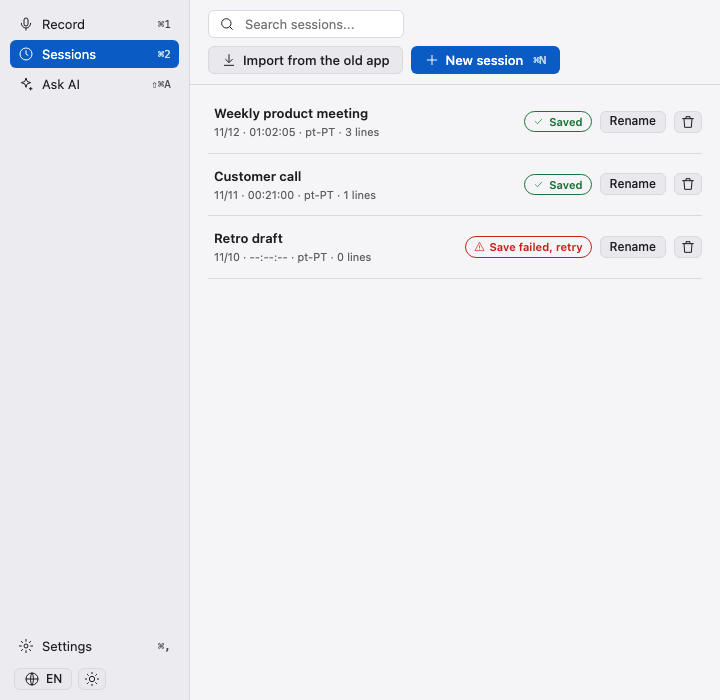 Record ⌘1
Sessions ⌘2
Ask AI ⇧⌘A
Search sessions...
Import from the old app
New session ⌘N
Weekly product meeting
11/12 · 01:02:05 · pt-PT · 3 lines
Saved
Rename
Customer call
11/11 · 00:21:00 · pt-PT · 1 lines
Saved
Rename
Retro draft
11/10 · --:--:-- · pt-PT · 0 lines
Save failed, retry
Rename
Settings ⌘,
EN